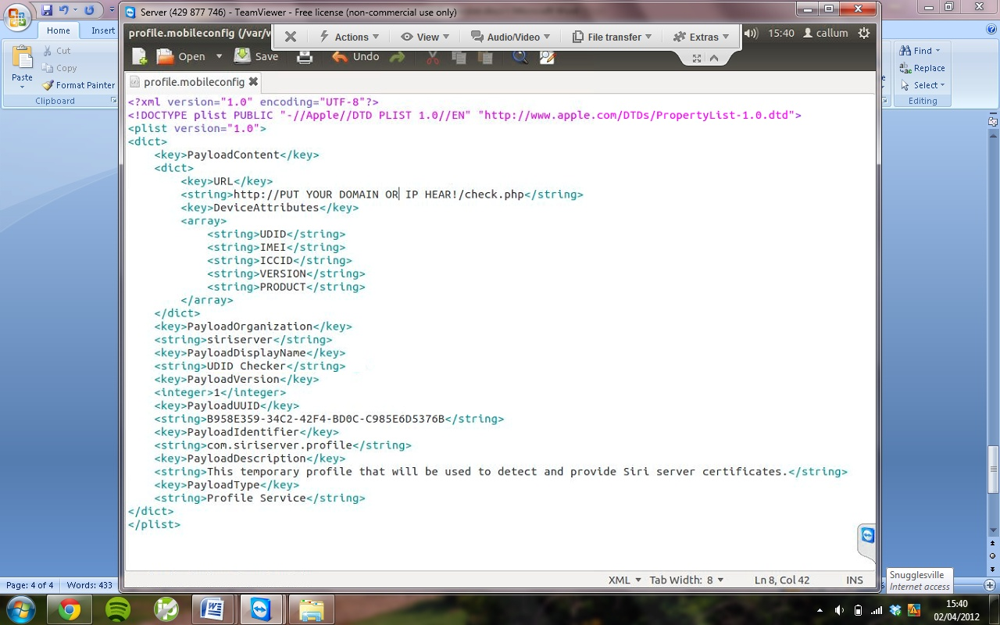 Server (429 877 746) - TeamViewer - Free license (non-commercial use only)
Home Insert
Cut
Copy
Format Painter
Paste
Clipboard
profile.mobileconfig (/var/w
Actions View Audio/Video File transfer Extras
15:40 callum
Open Save Undo
Find
Replace
Select
Editing
profile.mobileconfig
<?xml version="1.0" encoding="UTF-8"?>
<!DOCTYPE plist PUBLIC "-//Apple//DTD PLIST 1.0//EN" "http://www.apple.com/DTDs/PropertyList-1.0.dtd">
<plist version="1.0">
<dict>
<key>PayloadContent</key>
<dict>
<key>URL</key>
<string>http://PUT YOUR DOMAIN OR IP HEAR!/check.php</string>
<key>DeviceAttributes</key>
<array>
<string>UDID</string>
<string>IMEI</string>
<string>ICCID</string>
<string>VERSION</string>
<string>PRODUCT</string>
</array>
</dict>
<key>PayloadOrganization</key>
<string>siriserver</string>
<key>PayloadDisplayName</key>
<string>UDID Checker</string>
<key>PayloadVersion</key>
<integer>1</integer>
<key>PayloadUUID</key>
<string>B958E359-34C2-42F4-BD0C-C985E6D5376B</string>
<key>PayloadIdentifier</key>
<string>com.siriserver.profile</string>
<key>PayloadDescription</key>
<string>This temporary profile that will be used to detect and provide Siri server certificates.</string>
<key>PayloadType</key>
<string>Profile Service</string>
</dict>
</plist>
XML Tab Width: 8 Ln 8, Col 42 INS
Page: 4 of 4 Words: 433
Snugglesville
Internet access
15:40
02/04/2012